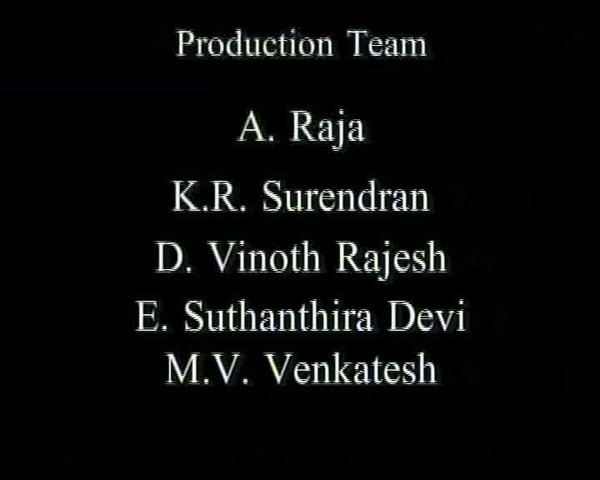 Production Team
A. Raja
K.R. Surendran
D. Vinoth Rajesh
E. Suthanthira Devi
M.V. Venkatesh